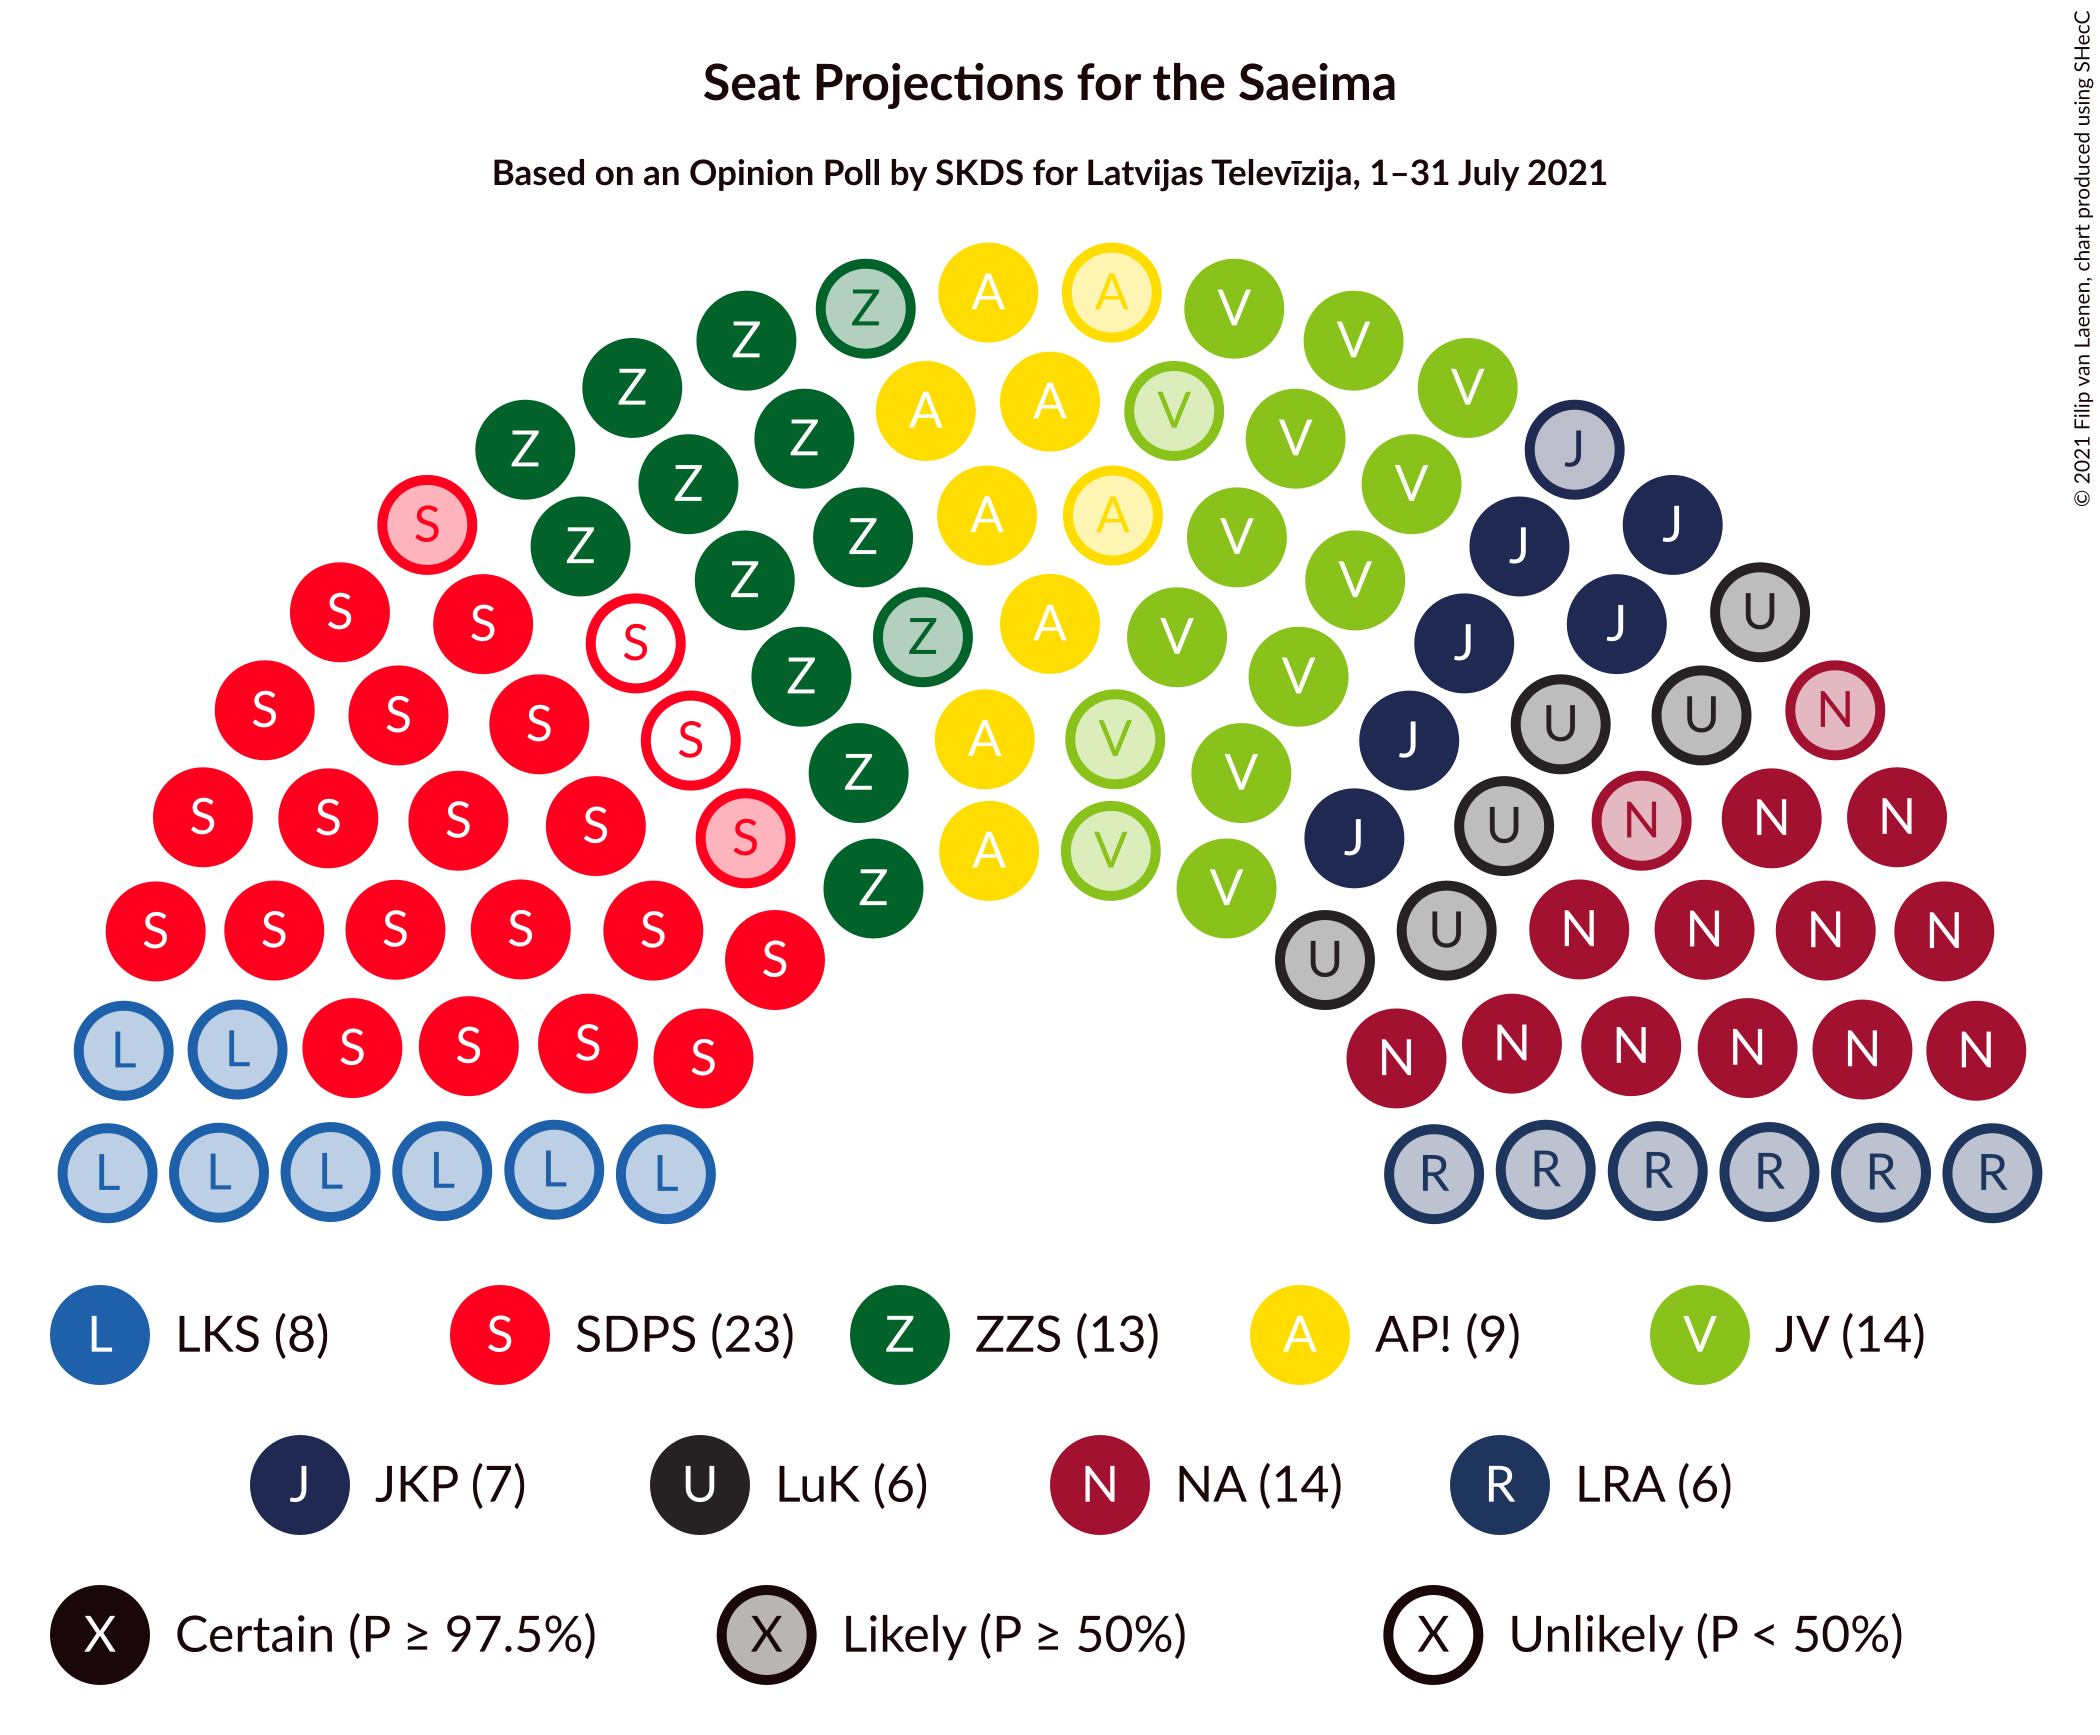 Seat Projections for the Saeima
Based on an Opinion Poll by SKDS for Latvijas Televīzija, 1–31 July 2021
© 2021 Filip van Laenen, chart produced using SHecC
A A
Z V
Z V
Z A V
A V
Z V
Z V
Z V
Z J
A A
S J
Z V
Z J
Z V
S A U
Z V
S J
S Z V J
Z V
S N
S L U
S U
A V
S J
Z V
S S S S S J U N N N
A V
Z V
S S S S S U N N N N
S U
L L S S S S N N N N N N
L L L L L L R R R R R R
L LKS (8) S SDPS (23) Z ZZS (13) A AP! (9) V JV (14)
J JKP (7) U LuK (6) N NA (14) R LRA (6)
X Certain (P ≥ 97.5%) X Likely (P ≥ 50%) X Unlikely (P < 50%)